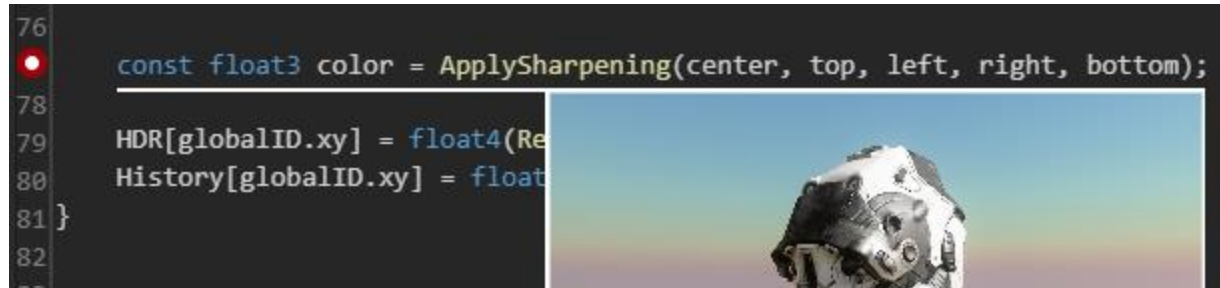 76
const float3 color = ApplySharpening(center, top, left, right, bottom);
78
79 HDR[globalID.xy] = float4(Re
80 History[globalID.xy] = float
81 }
82